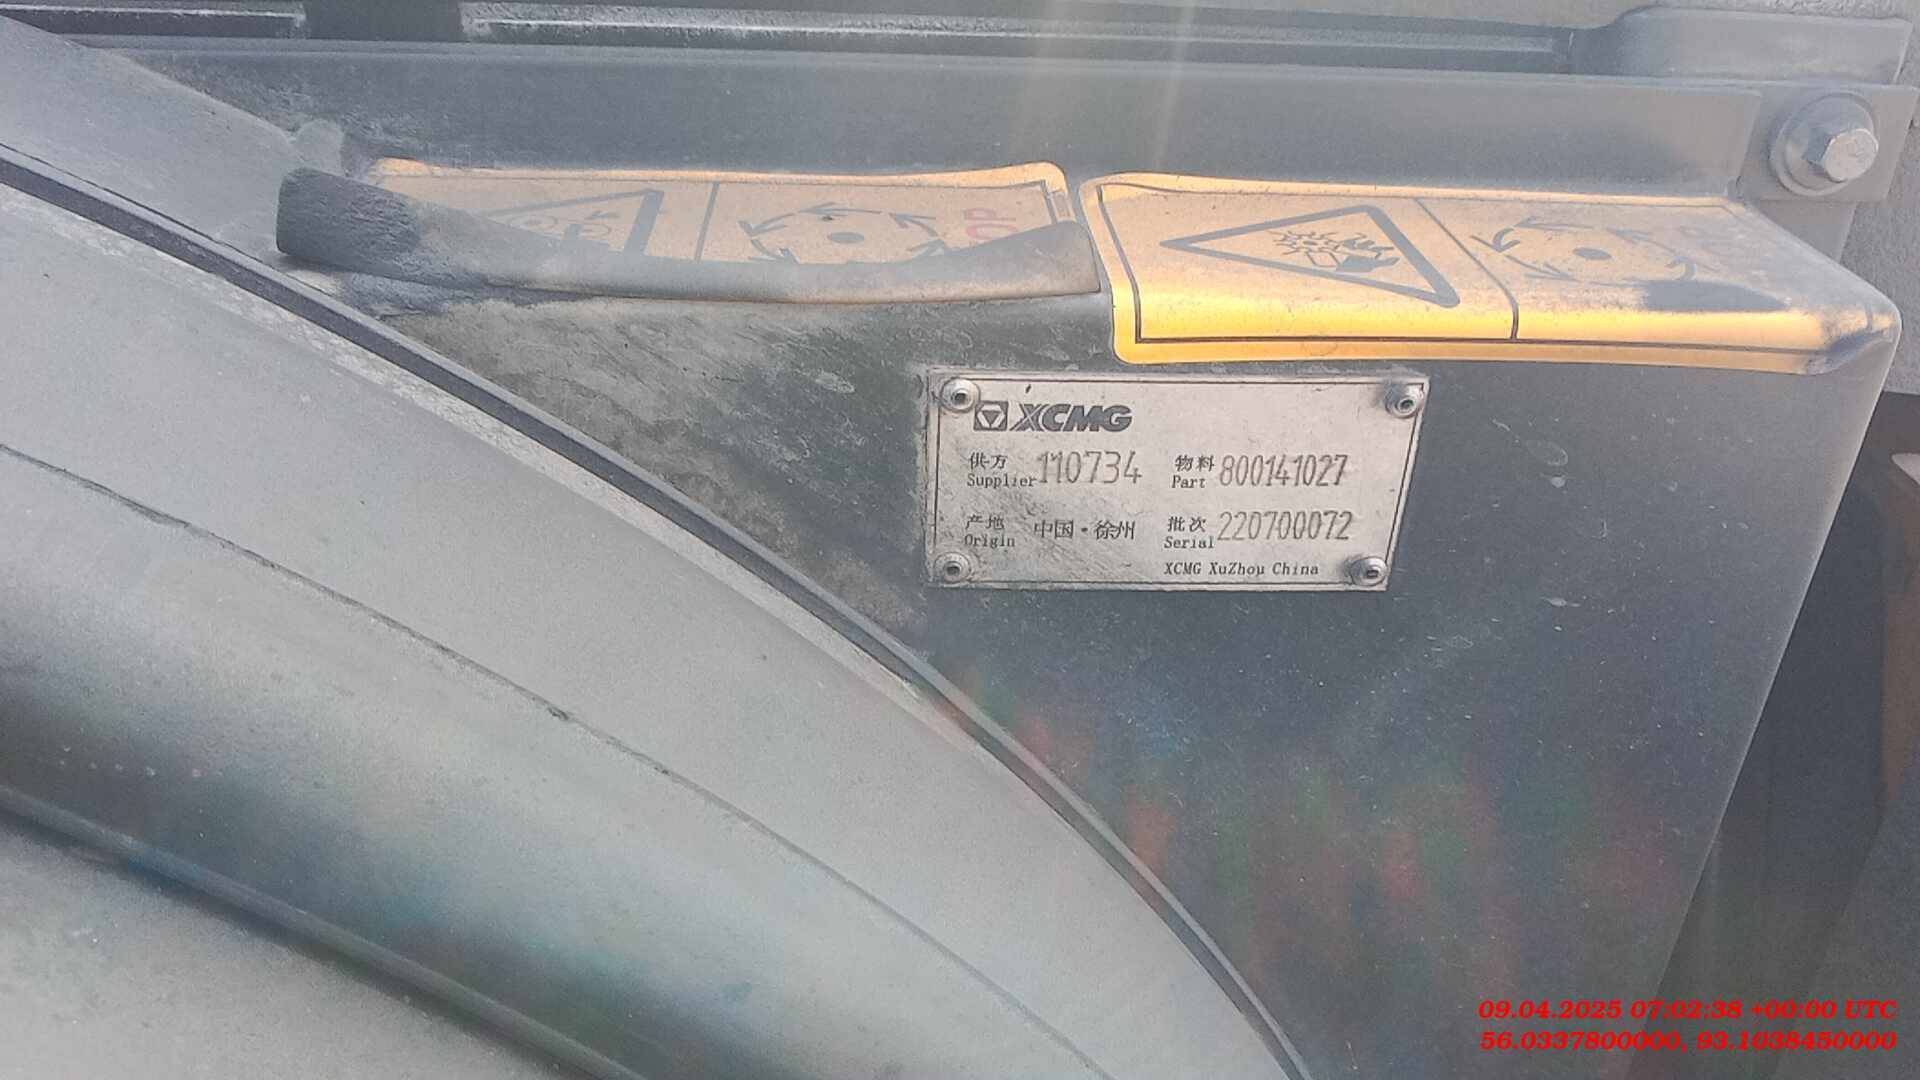 OP
XCMG
供方 Supplier 110734 物料 Part 800141027
产地 Origin 中国·徐州 批次 Serial 220700072
XCMG XuZhou China
09.04.2025 07:02:38 +00:00 UTC
56.0337800000, 93.1038450000